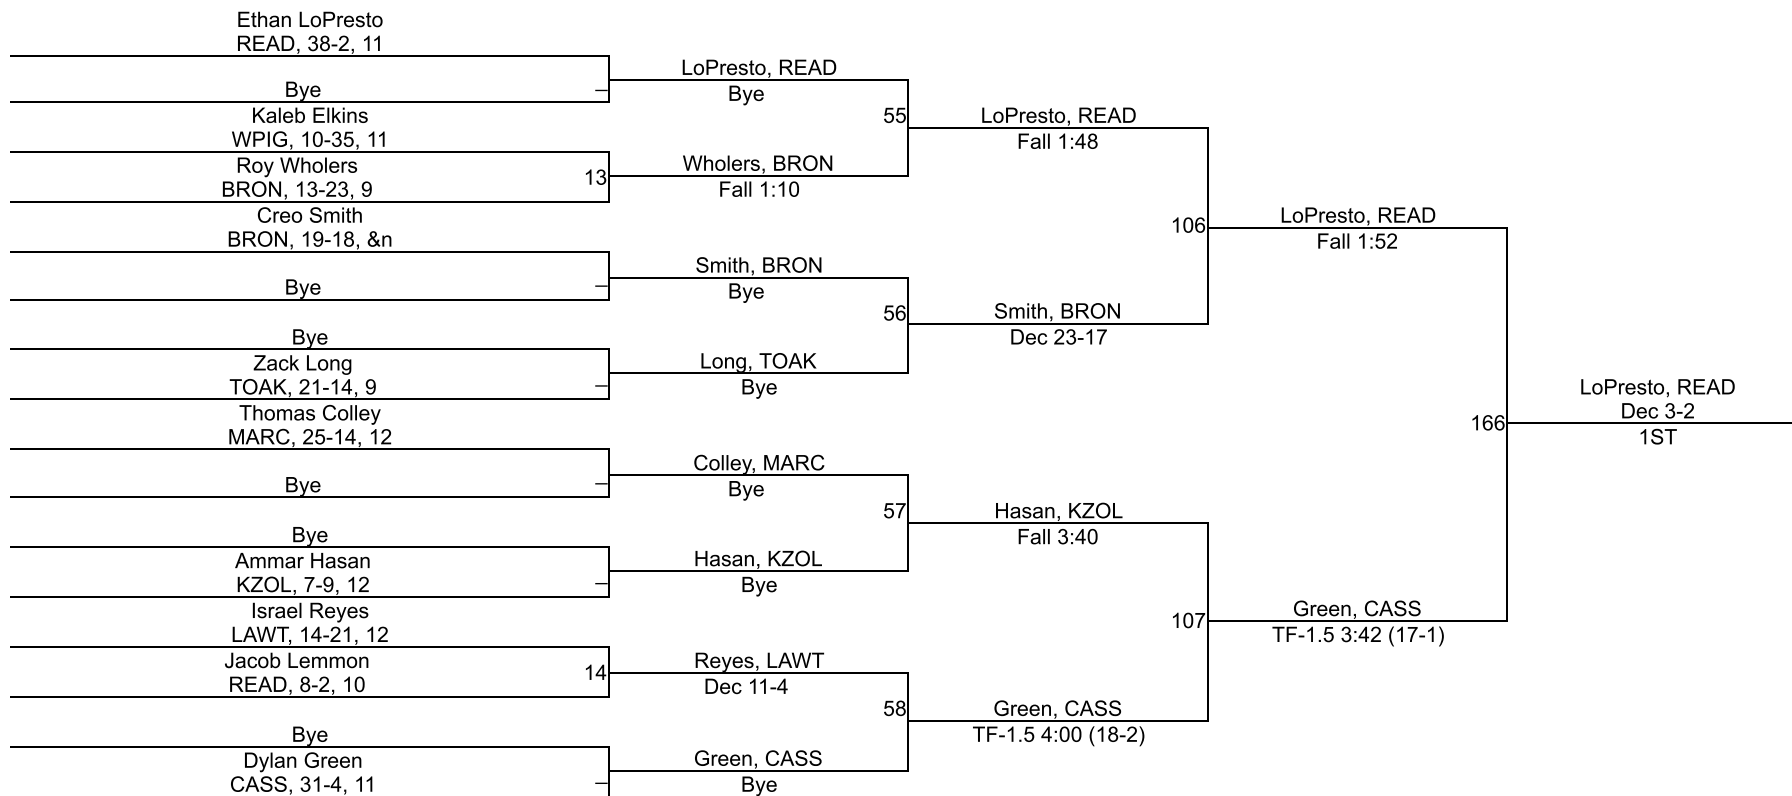 Ethan LoPresto
READ, 38-2, 11
Bye
–
Kaleb Elkins
WPIG, 10-35, 11
Roy Wholers
BRON, 13-23, 9
13
Creo Smith
BRON, 19-18, &n
Bye
–
Bye
Zack Long
TOAK, 21-14, 9
–
Thomas Colley
MARC, 25-14, 12
Bye
–
Bye
Ammar Hasan
KZOL, 7-9, 12
–
Israel Reyes
LAWT, 14-21, 12
Jacob Lemmon
READ, 8-2, 10
14
Bye
Dylan Green
CASS, 31-4, 11
–
LoPresto, READ
Bye
55
Wholers, BRON
Fall 1:10
Smith, BRON
Bye
56
Long, TOAK
Bye
Colley, MARC
Bye
57
Hasan, KZOL
Bye
Reyes, LAWT
Dec 11-4
58
Green, CASS
Bye
LoPresto, READ
Fall 1:48
106
Smith, BRON
Dec 23-17
Hasan, KZOL
Fall 3:40
107
Green, CASS
TF-1.5 4:00 (18-2)
LoPresto, READ
Fall 1:52
166
Green, CASS
TF-1.5 3:42 (17-1)
LoPresto, READ
Dec 3-2
1ST